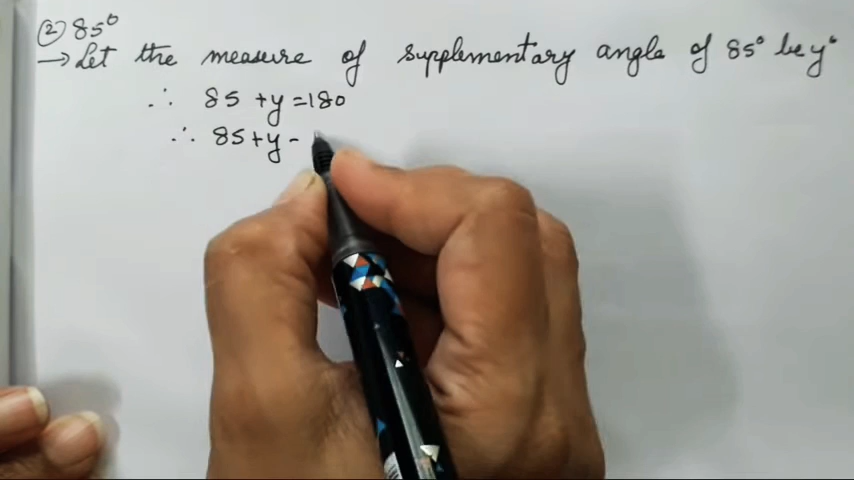 ② 85°
→ Let the measure of supplementary angle of 85° be y°
∴ 85 + y = 180
∴ 85 + y -